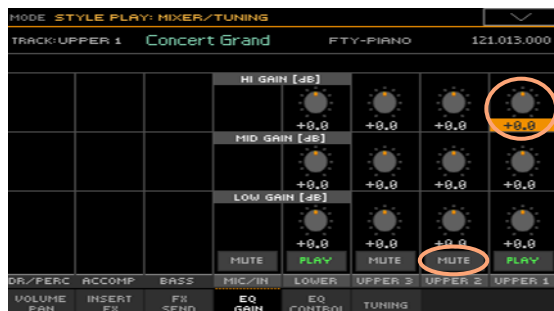 MODE STYLE PLAY: MIXER/TUNING
TRACK:UPPER 1 Concert Grand FTY-PIANO 121.013.000
HI GAIN [dB]
+0.0 +0.0 +0.0 +0.0
MID GAIN [dB]
+0.0 +0.0 +0.0 +0.0
LOW GAIN [dB]
+0.0 +0.0 +0.0 +0.0
MUTE PLAY MUTE MUTE PLAY
DR/PERC ACCOMP BASS MIC/IN LOWER UPPER 3 UPPER 2 UPPER 1
VOLUME INSERT FX EQ EQ TUNING
PAN FX SEND GAIN CONTROL